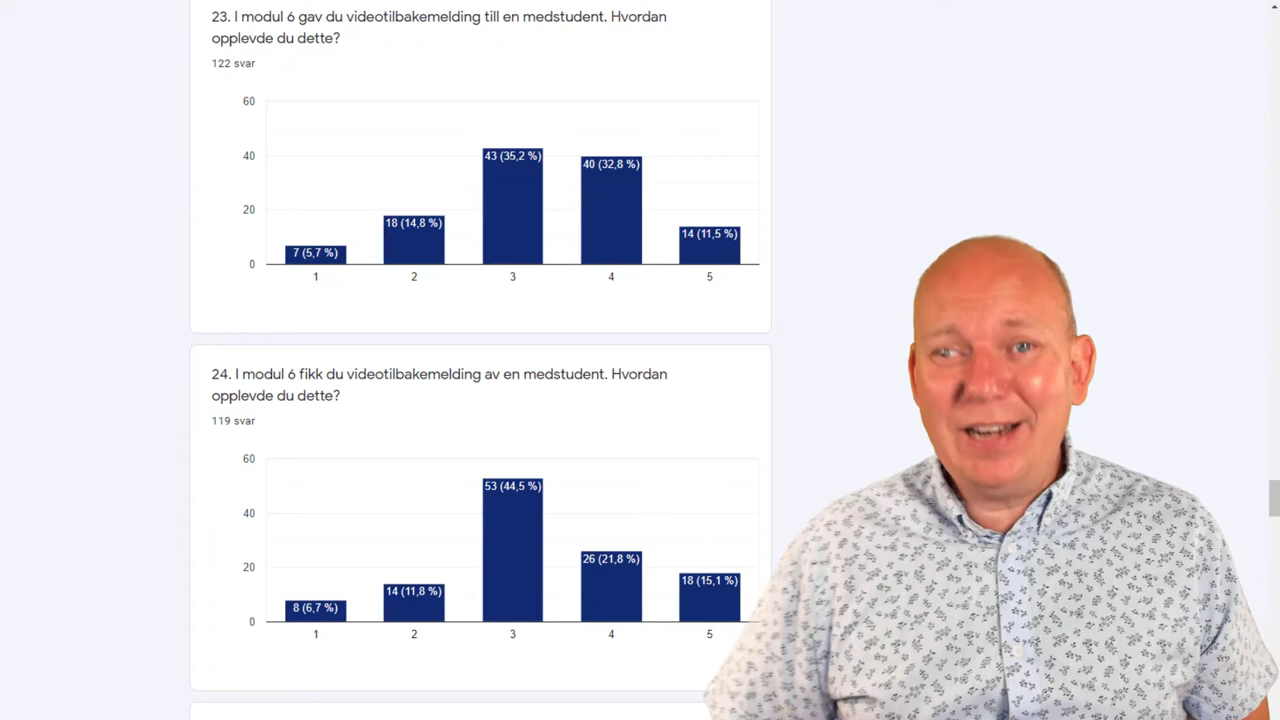 23. I modul 6 gav du videotilbakemelding till en medstudent. Hvordan
opplevde du dette?
122 svar
60
40
20
0
7 (5,7 %)
18 (14,8 %)
43 (35,2 %)
40 (32,8 %)
14 (11,5 %)
1 2 3 4 5
24. I modul 6 fikk du videotilbakemelding av en medstudent. Hvordan
opplevde du dette?
119 svar
60
40
20
0
8 (6,7 %)
14 (11,8 %)
53 (44,5 %)
26 (21,8 %)
18 (15,1 %)
1 2 3 4 5